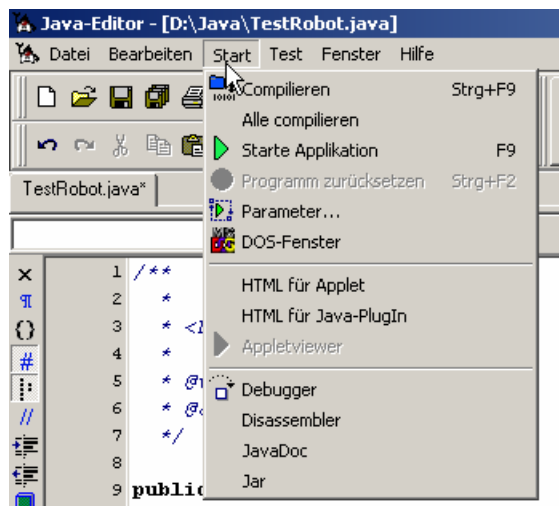 Java-Editor - [D:\Java\TestRobot.java]
Datei Bearbeiten Start Test Fenster Hilfe
Compilieren Strg+F9
Alle compilieren
Starte Applikation F9
Programm zurücksetzen Strg+F2
Parameter...
DOS-Fenster
HTML für Applet
HTML für Java-PlugIn
Appletviewer
Debugger
Disassembler
JavaDoc
Jar
TestRobot.java*
1 /**
2 *
3 *
4 *
5 *
6 *
7 */
8
9 public